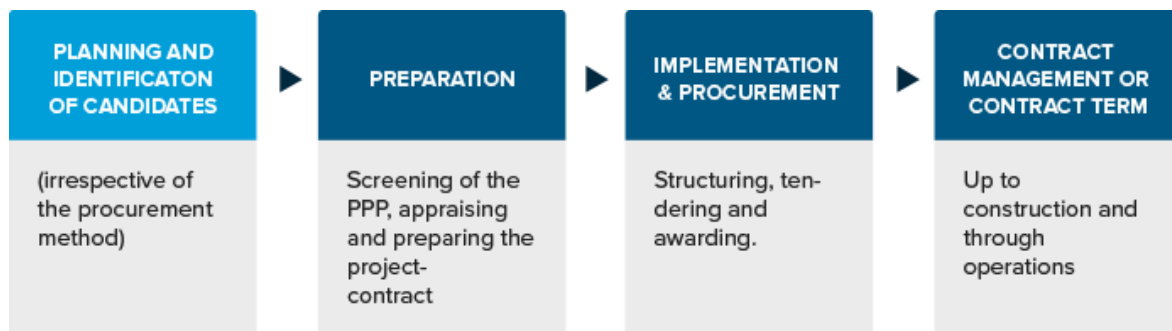 PLANNING AND
IDENTIFICATON
OF CANDIDATES
(irrespective of
the procurement
method)
PREPARATION
Screening of the
PPP, appraising
and preparing the
project-
contract
IMPLEMENTATION
& PROCUREMENT
Structuring, ten-
dering and
awarding.
CONTRACT
MANAGEMENT OR
CONTRACT TERM
Up to
construction and
through
operations